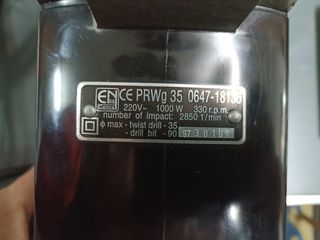 EN CE PRWg 35 0647-18135
220V~ 1000 W 330 r.p.m.
number of impact: 2850 1/min
ϕ max - twist drill - 35
- drill bit - 90